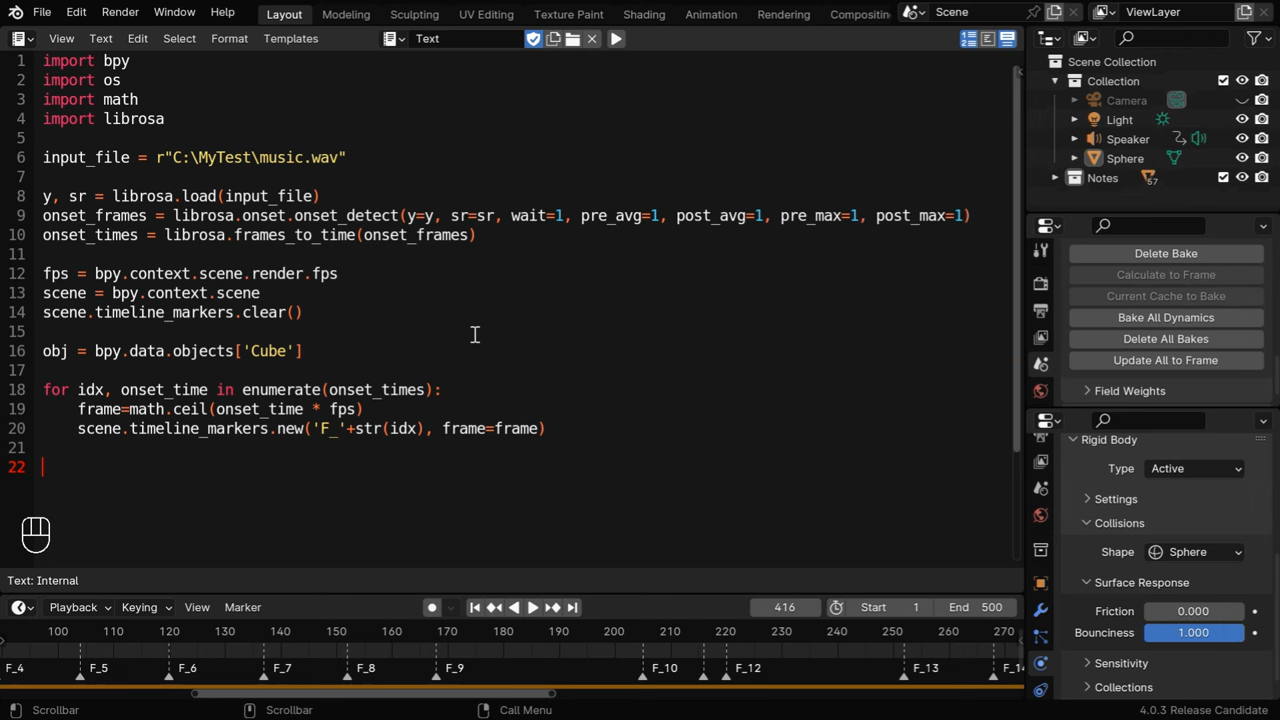 File Edit Render Window Help Layout Modeling Sculpting UV Editing Texture Paint Shading Animation Rendering Compositin Scene ViewLayer
View Text Edit Select Format Templates Text
1 import bpy
2 import os
3 import math
4 import librosa
5
6 input_file = r"C:\MyTest\music.wav"
7
8 y, sr = librosa.load(input_file)
9 onset_frames = librosa.onset.onset_detect(y=y, sr=sr, wait=1, pre_avg=1, post_avg=1, pre_max=1, post_max=1)
10 onset_times = librosa.frames_to_time(onset_frames)
11
12 fps = bpy.context.scene.render.fps
13 scene = bpy.context.scene
14 scene.timeline_markers.clear()
15
16 obj = bpy.data.objects['Cube']
17
18 for idx, onset_time in enumerate(onset_times):
19     frame=math.ceil(onset_time * fps)
20     scene.timeline_markers.new('F_'+str(idx), frame=frame)
21
22
Text: Internal
Playback Keying View Marker 416 Start 1 End 500
100 110 120 130 140 150 160 170 180 190 200 210 220 230 240 250 260 270
F_4 F_5 F_6 F_7 F_8 F_9 F_10 F_12 F_13 F_14
Scrollbar Scrollbar Call Menu 4.0.3 Release Candidate
Scene Collection
Collection
Camera
Light
Speaker
Sphere
Notes 57
Delete Bake
Calculate to Frame
Current Cache to Bake
Bake All Dynamics
Delete All Bakes
Update All to Frame
Field Weights
Rigid Body
Type Active
Settings
Collisions
Shape Sphere
Surface Response
Friction 0.000
Bounciness 1.000
Sensitivity
Collections